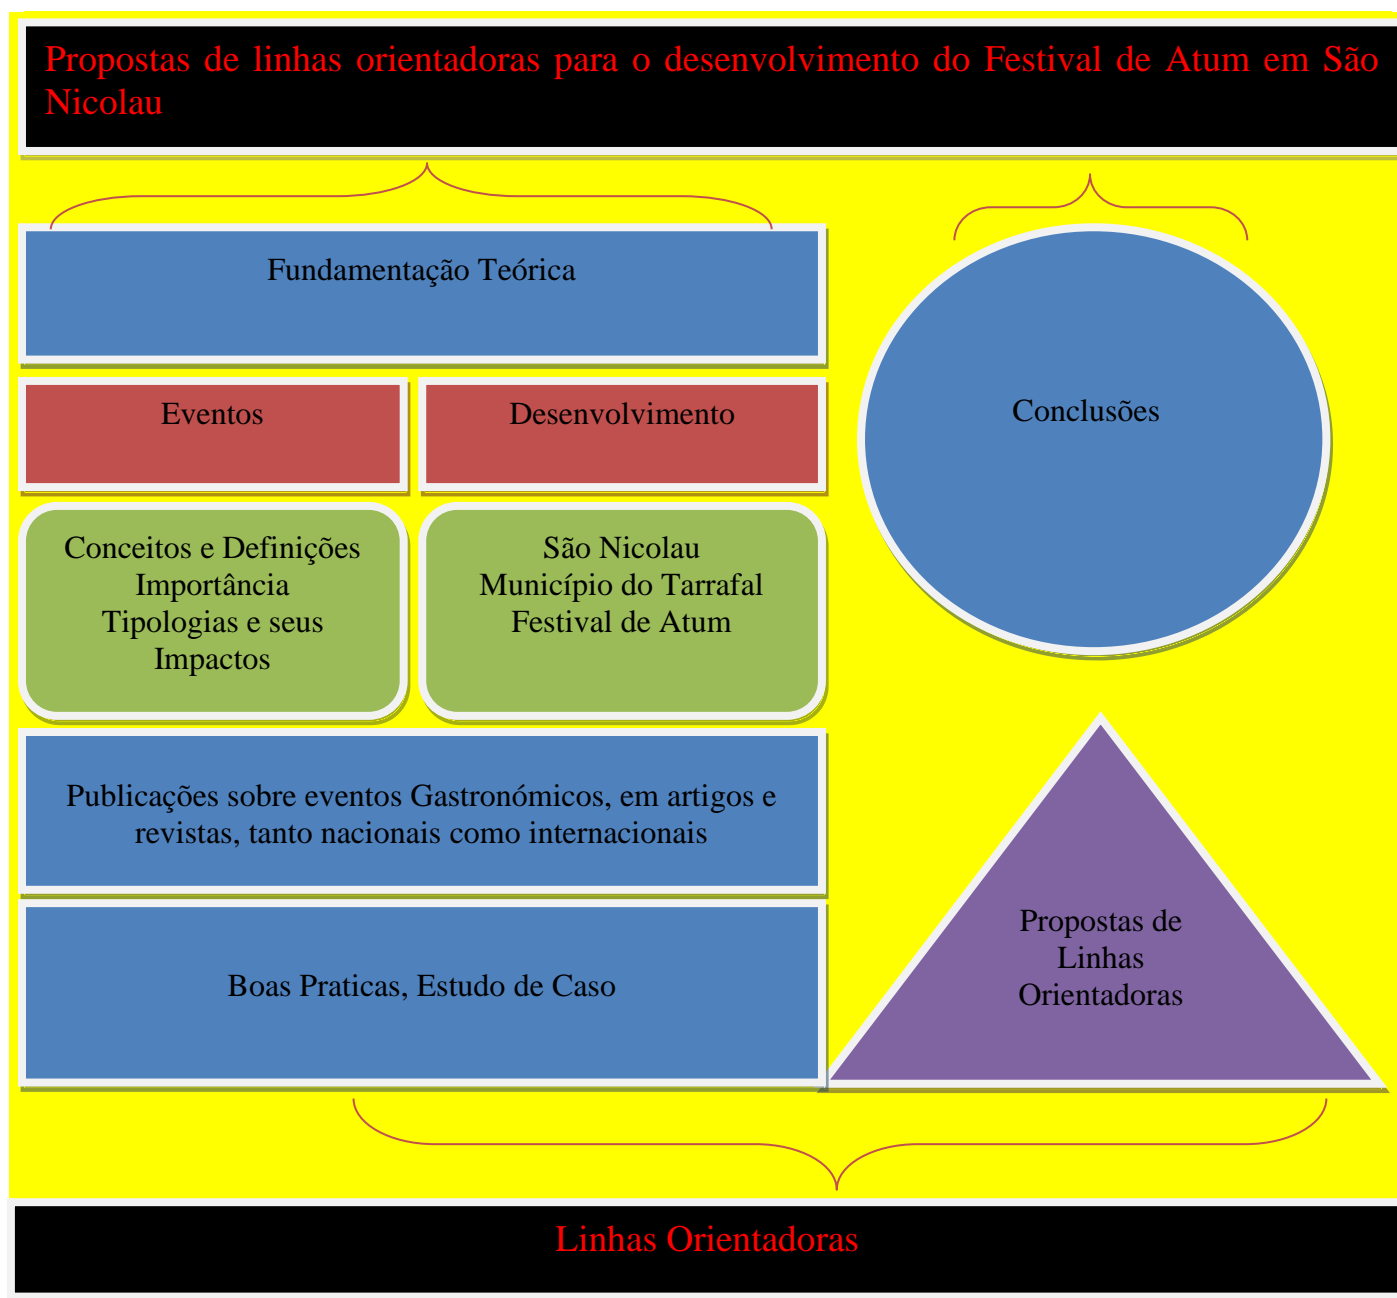 Propostas de linhas orientadoras para o desenvolvimento do Festival de Atum em São
Nicolau
Fundamentação Teórica
Eventos
Desenvolvimento
Conceitos e Definições
Importância
Tipologias e seus
Impactos
São Nicolau
Município do Tarrafal
Festival de Atum
Publicações sobre eventos Gastronómicos, em artigos e
revistas, tanto nacionais como internacionais
Boas Praticas, Estudo de Caso
Conclusões
Propostas de
Linhas
Orientadoras
Linhas Orientadoras